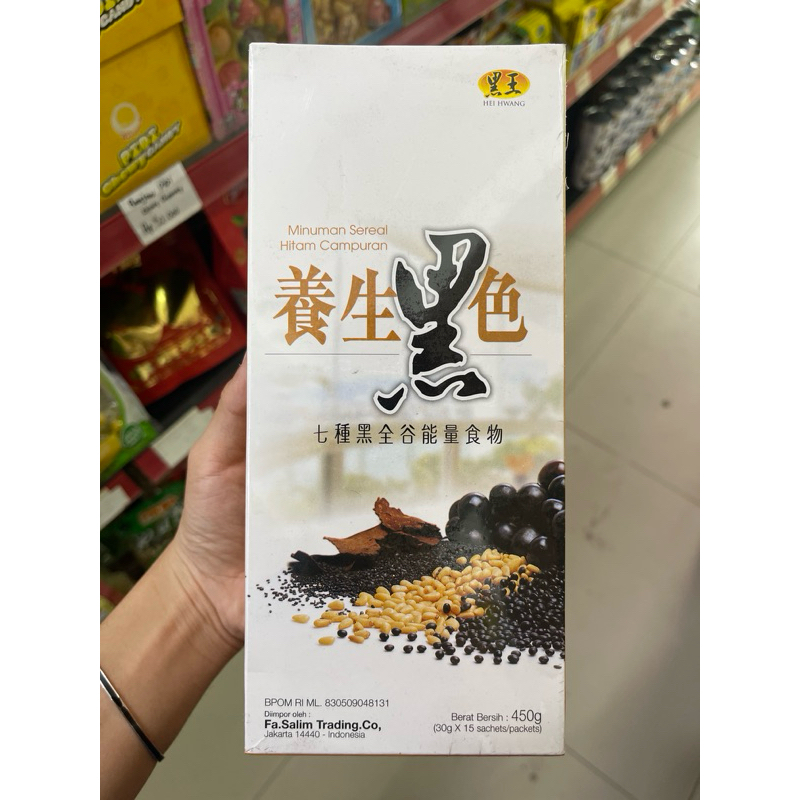 黑王
HEI HWANG
Minuman Sereal
Hitam Campuran
養生黑色
七種黑全谷能量食物
BPOM RI ML. 830509048131
Diimpor oleh :
Fa.Salim Trading.Co,
Jakarta 14440 - Indonesia
Berat Bersih : 450g
(30g X 15 sachets/packets)